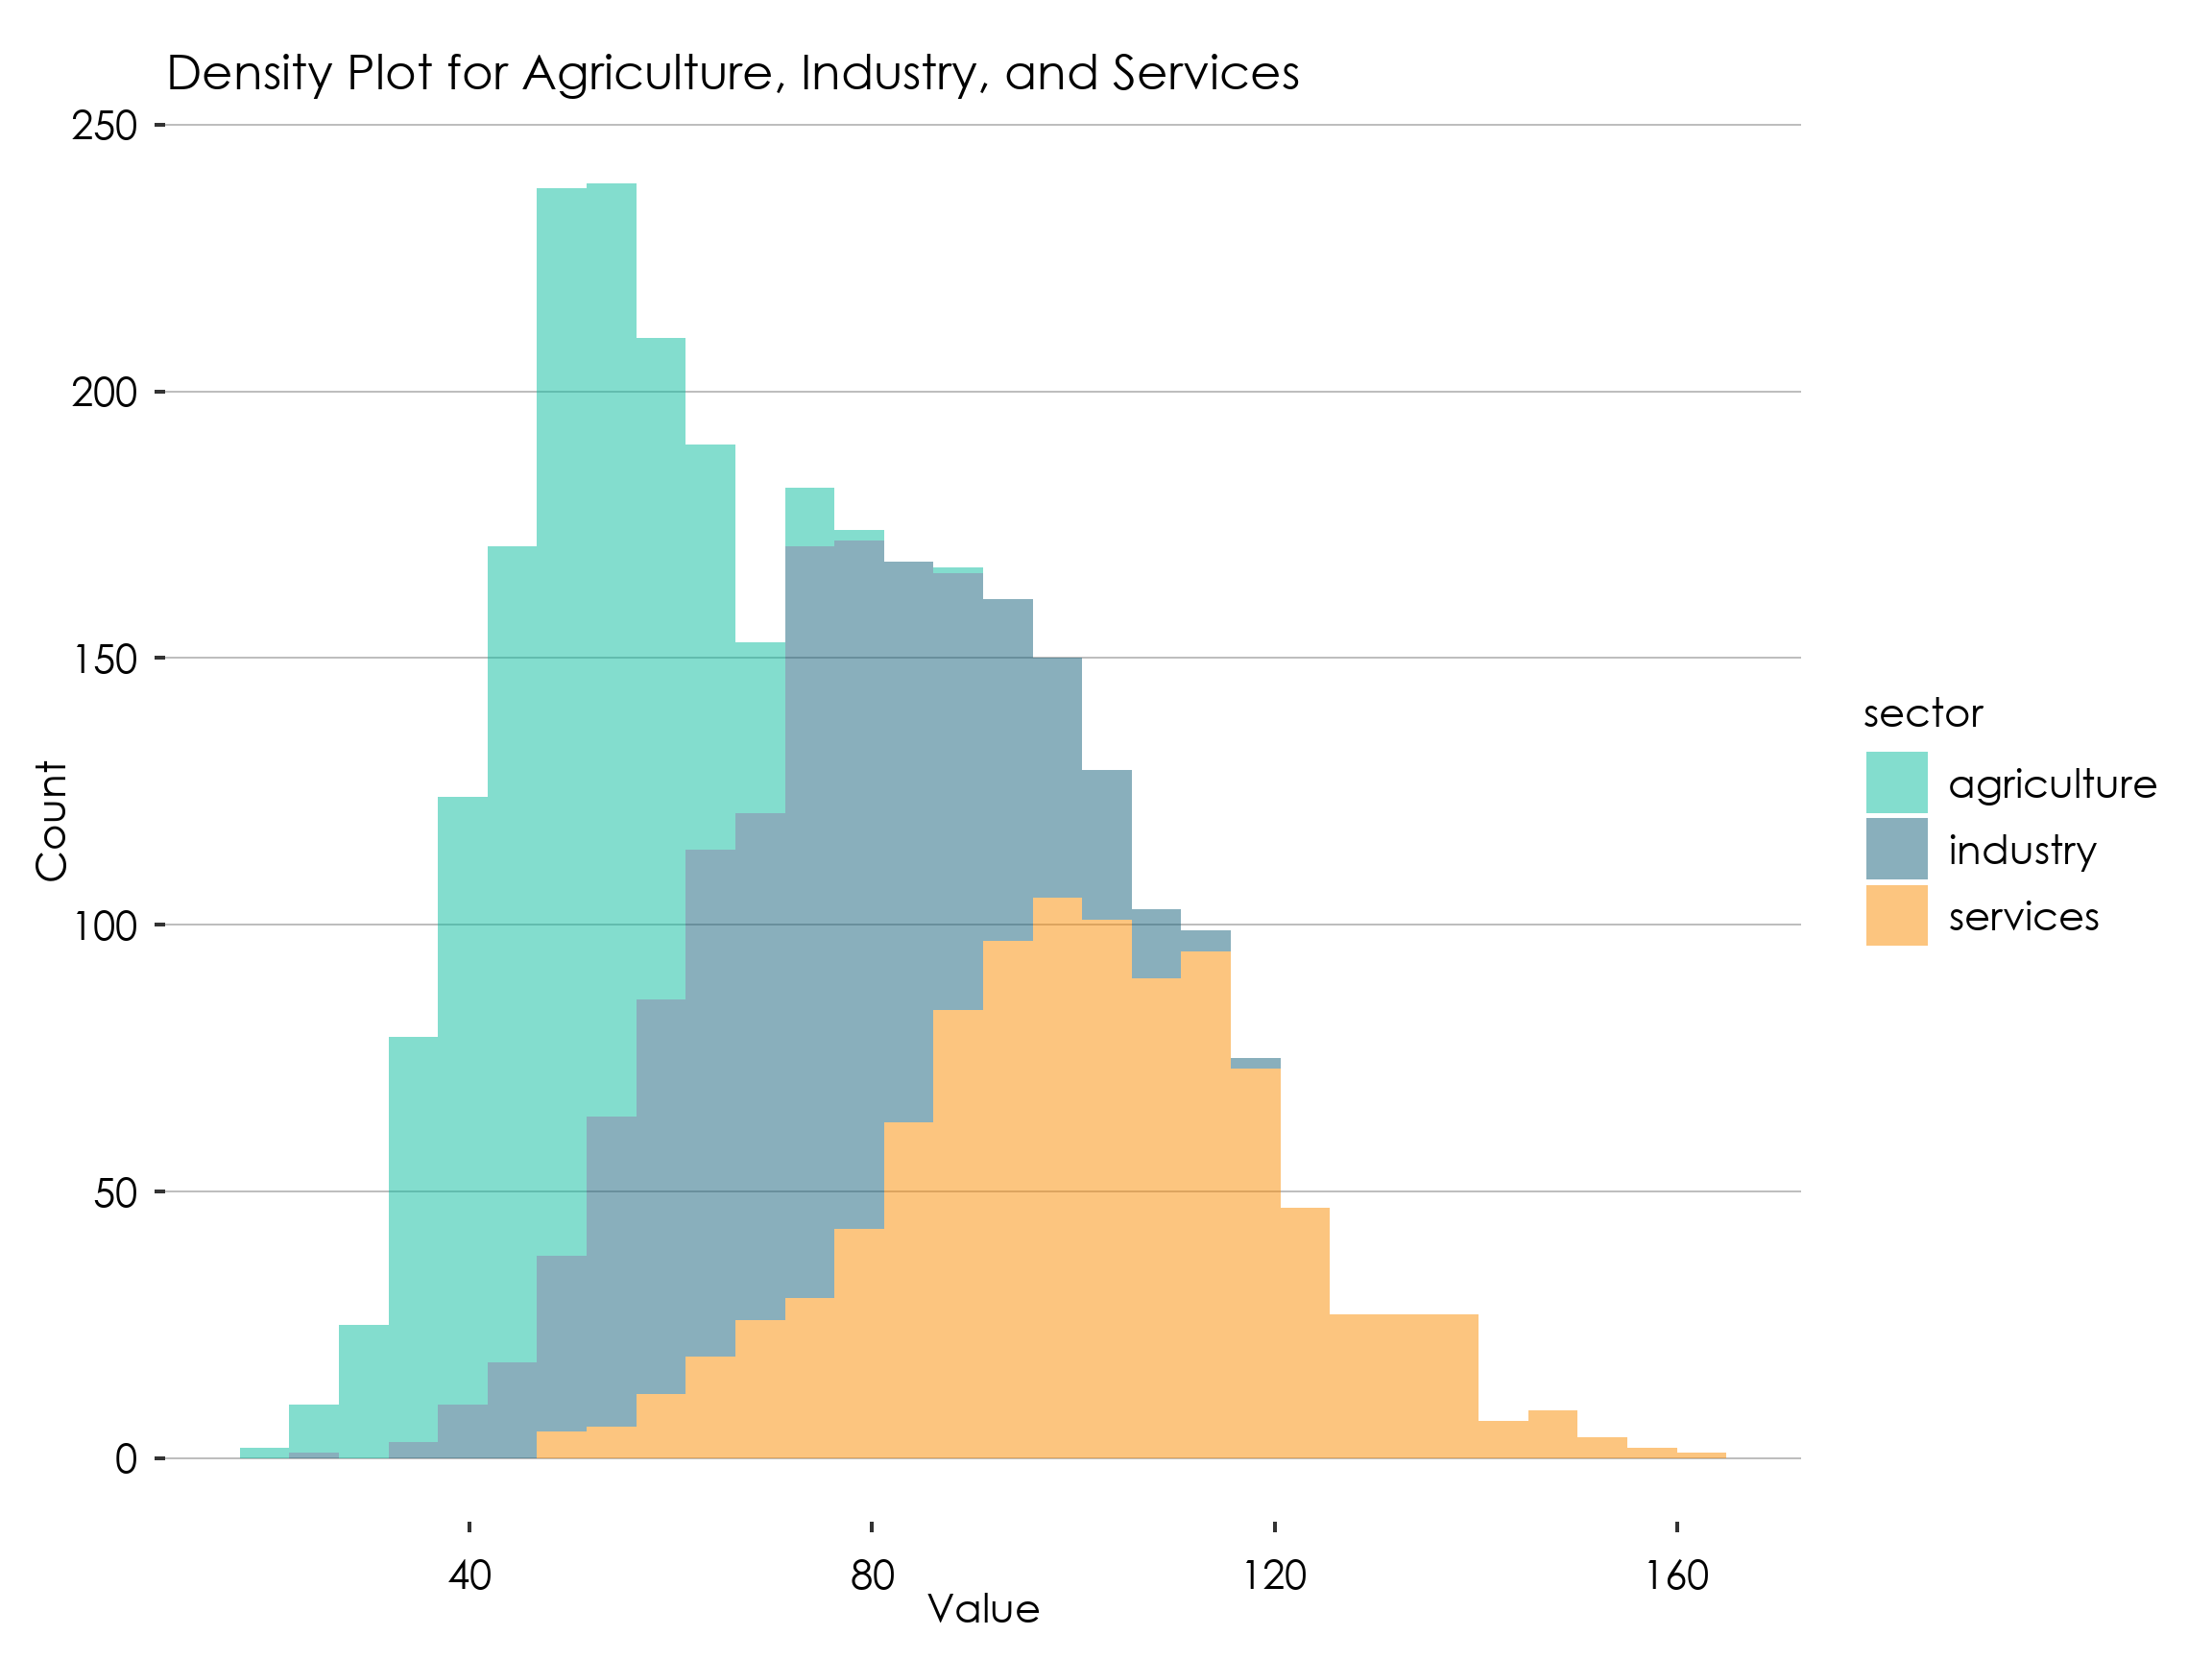 Density Plot for Agriculture, Industry, and Services
250
200
150
100
50
0
Count
40
80
120
160
Value
sector
agriculture
industry
services